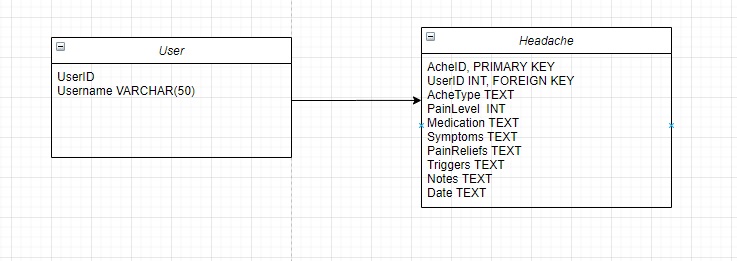 User
UserID
Username VARCHAR(50)
Headache
AcheID, PRIMARY KEY
UserID INT, FOREIGN KEY
AcheType TEXT
PainLevel  INT
Medication TEXT
Symptoms TEXT
PainReliefs TEXT
Triggers TEXT
Notes TEXT
Date TEXT